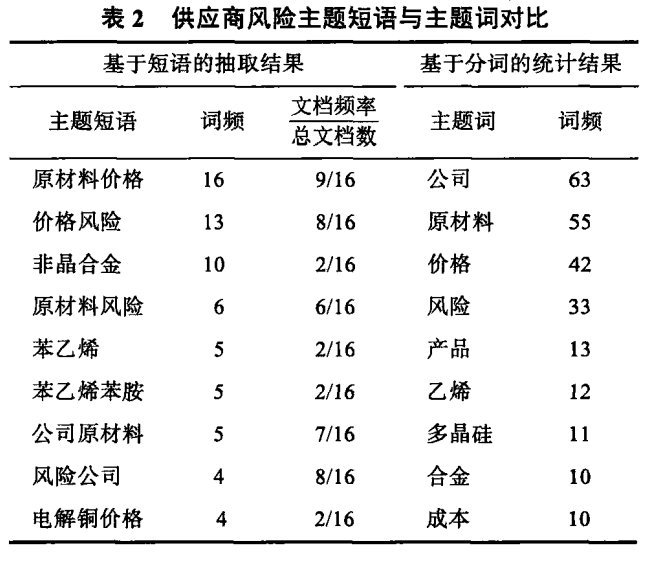 表 2 供应商风险主题短语与主题词对比
基于短语的抽取结果 基于分词的统计结果
主题短语 词频 文档频率/总文档数 主题词 词频
原材料价格 16 9/16 公司 63
价格风险 13 8/16 原材料 55
非晶合金 10 2/16 价格 42
原材料风险 6 6/16 风险 33
苯乙烯 5 2/16 产品 13
苯乙烯苯胺 5 2/16 乙烯 12
公司原材料 5 7/16 多晶硅 11
风险公司 4 8/16 合金 10
电解铜价格 4 2/16 成本 10